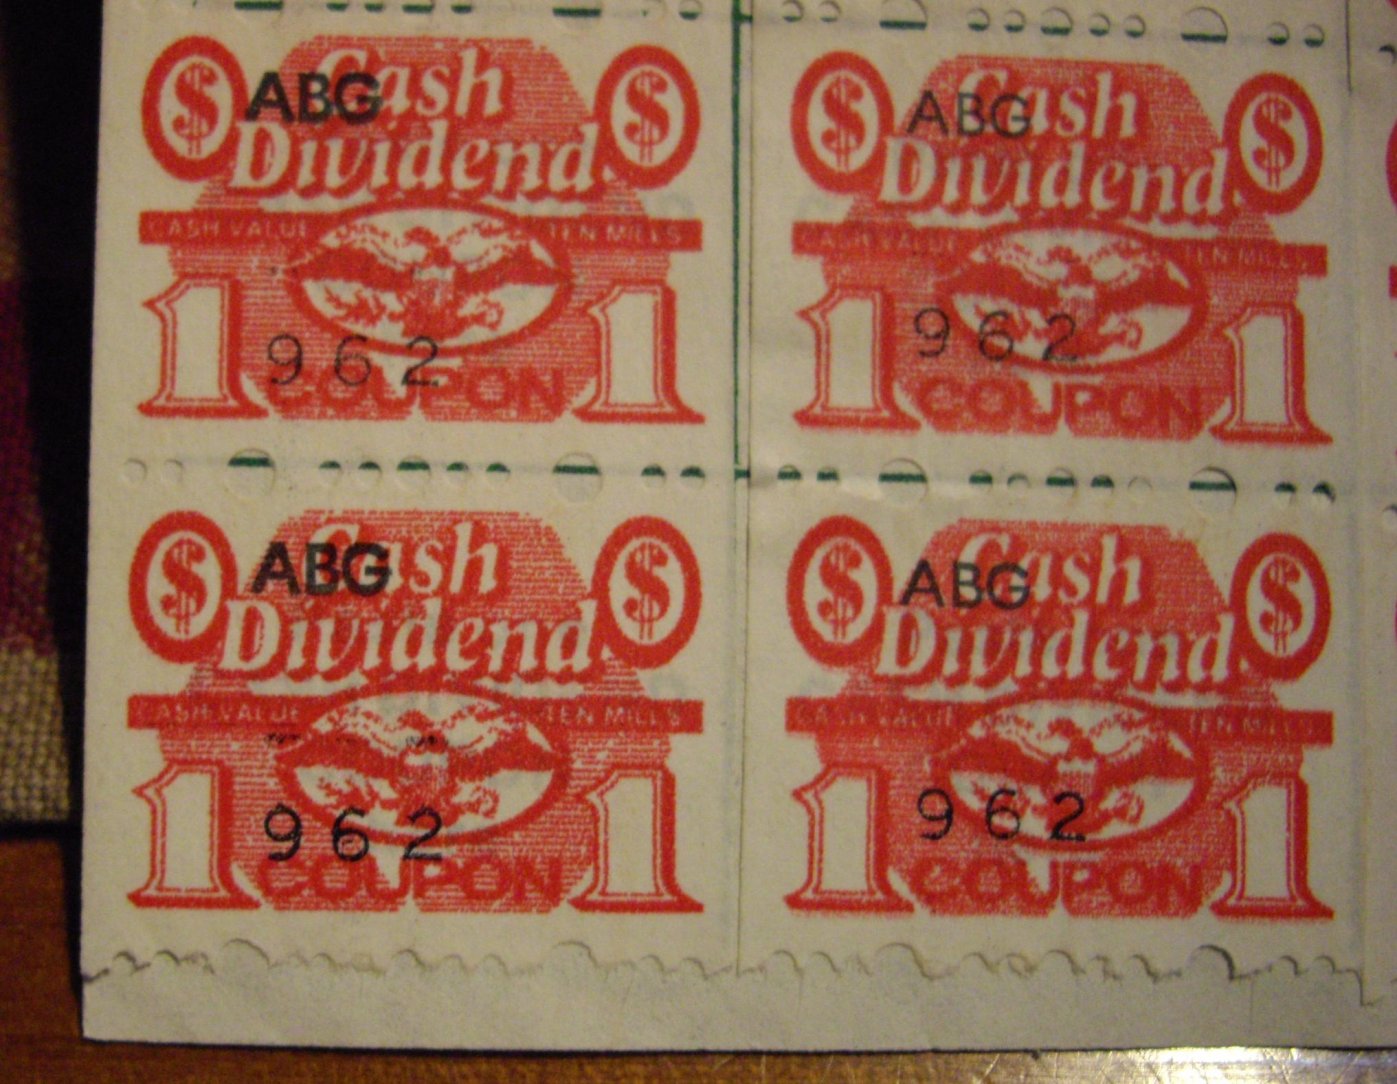 $ ABG Cash $
Dividend
CASH VALUE TEN MILLS
1 962 1
COUPON
$ ABG Cash $
Dividend
CASH VALUE TEN MILLS
1 962 1
COUPON
$ ABG Cash $
Dividend
CASH VALUE TEN MILLS
1 962 1
COUPON
$ ABG Cash $
Dividend
CASH VALUE TEN MILLS
1 962 1
COUPON